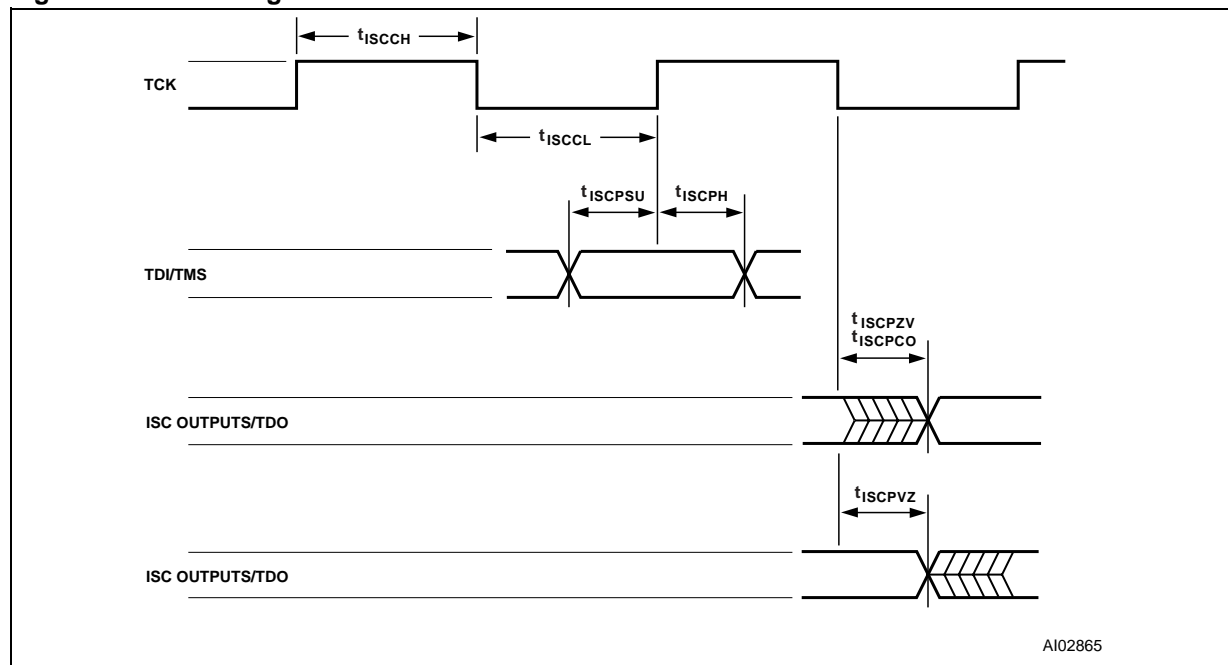 tISCCH
TCK
tISCCL
tISCPSU
tISCPH
TDI/TMS
tISCPZV
tISCPCO
ISC OUTPUTS/TDO
tISCPVZ
ISC OUTPUTS/TDO
AI02865